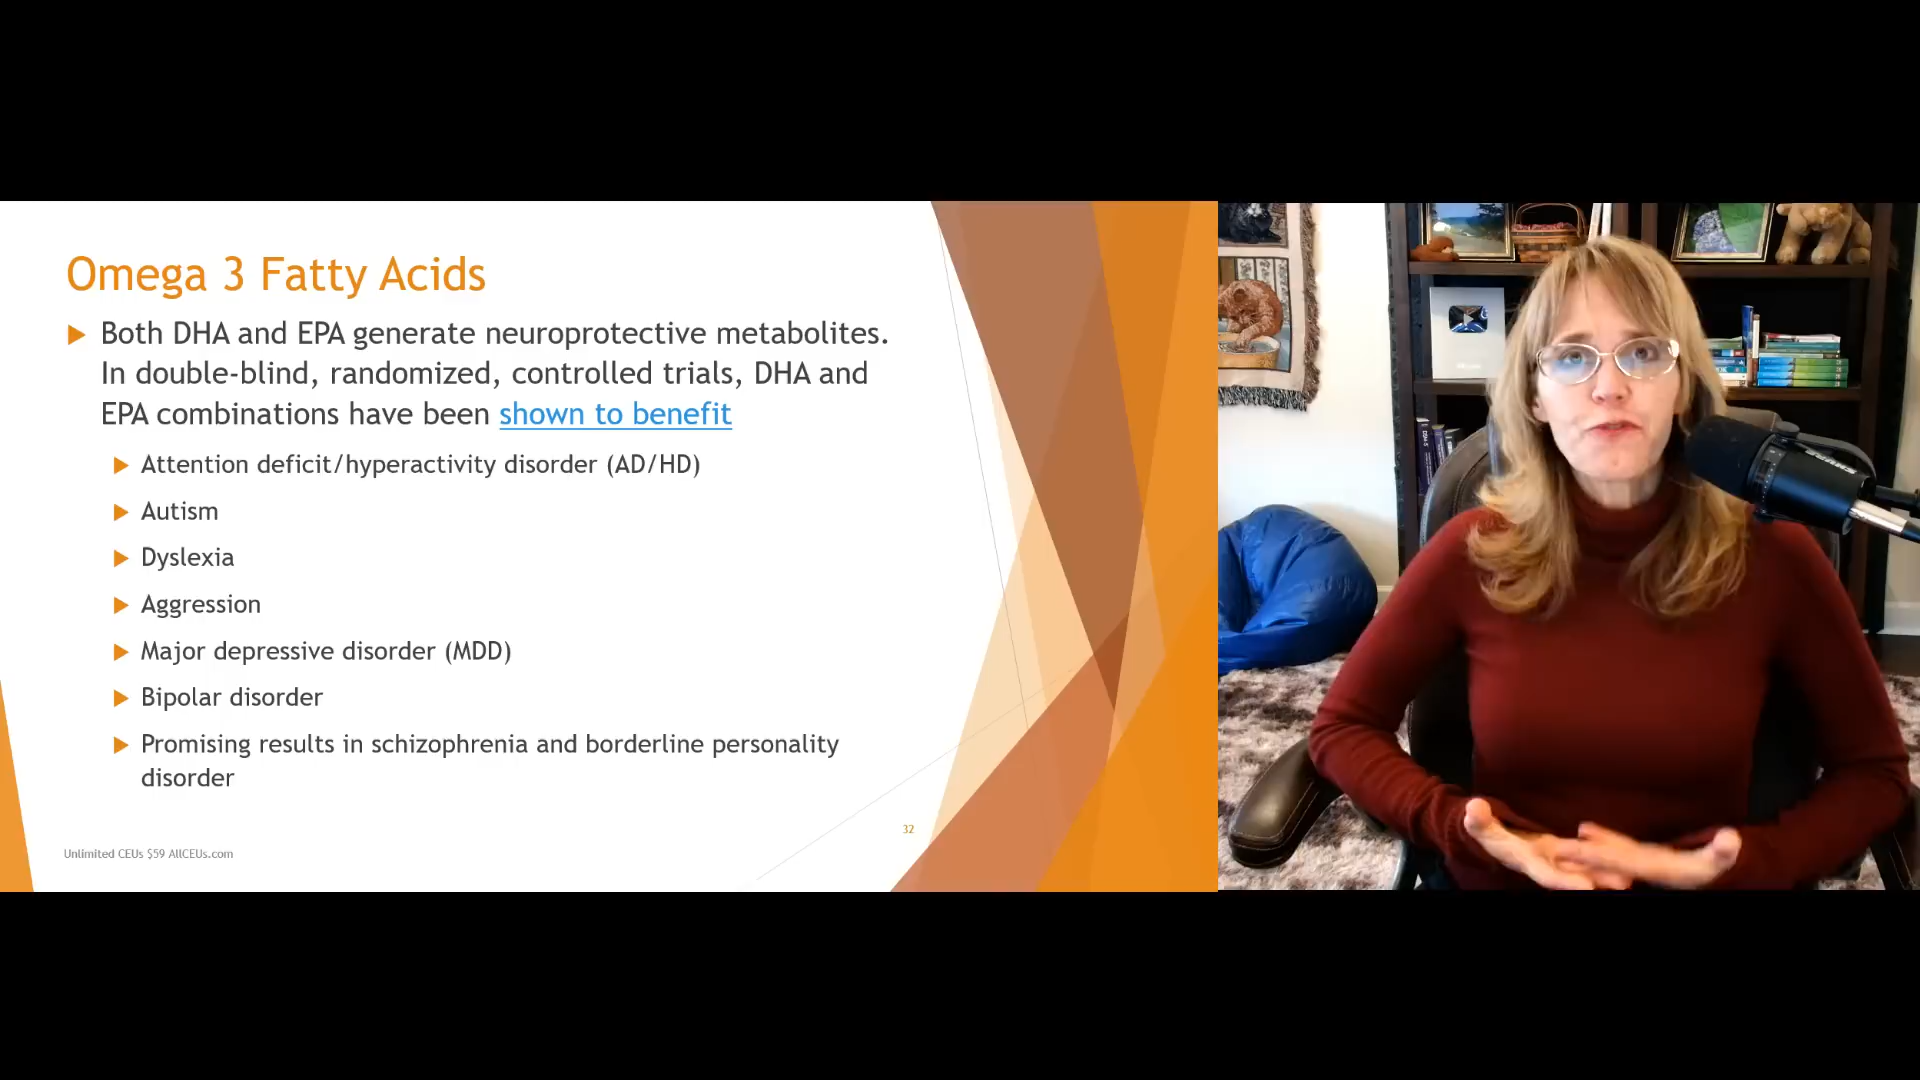 Omega 3 Fatty Acids
Both DHA and EPA generate neuroprotective metabolites.
In double-blind, randomized, controlled trials, DHA and
EPA combinations have been shown to benefit
Attention deficit/hyperactivity disorder (AD/HD)
Autism
Dyslexia
Aggression
Major depressive disorder (MDD)
Bipolar disorder
Promising results in schizophrenia and borderline personality
disorder
32
Unlimited CEUs $59 AllCEUs.com
SHURE